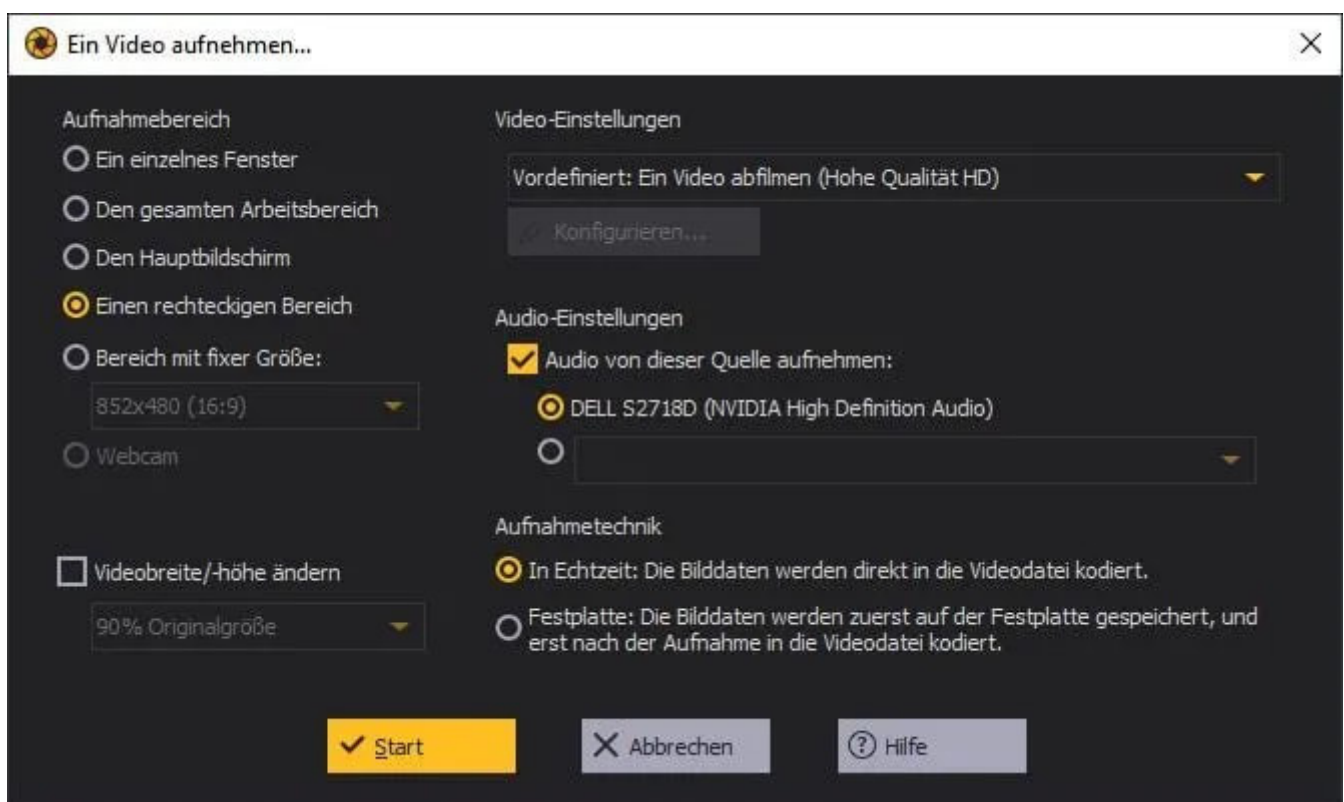 Ein Video aufnehmen...
Aufnahmebereich
Ein einzelnes Fenster
Den gesamten Arbeitsbereich
Den Hauptbildschirm
Einen rechteckigen Bereich
Bereich mit fixer Größe:
852x480 (16:9)
Webcam
Videobreite/-höhe ändern
90% Originalgröße
Video-Einstellungen
Vordefiniert: Ein Video abfilmen (Hohe Qualität HD)
Konfigurieren...
Audio-Einstellungen
Audio von dieser Quelle aufnehmen:
DELL S2718D (NVIDIA High Definition Audio)
Aufnahmetechnik
In Echtzeit: Die Bilddaten werden direkt in die Videodatei kodiert.
Festplatte: Die Bilddaten werden zuerst auf der Festplatte gespeichert, und
erst nach der Aufnahme in die Videodatei kodiert.
Start
Abbrechen
Hilfe